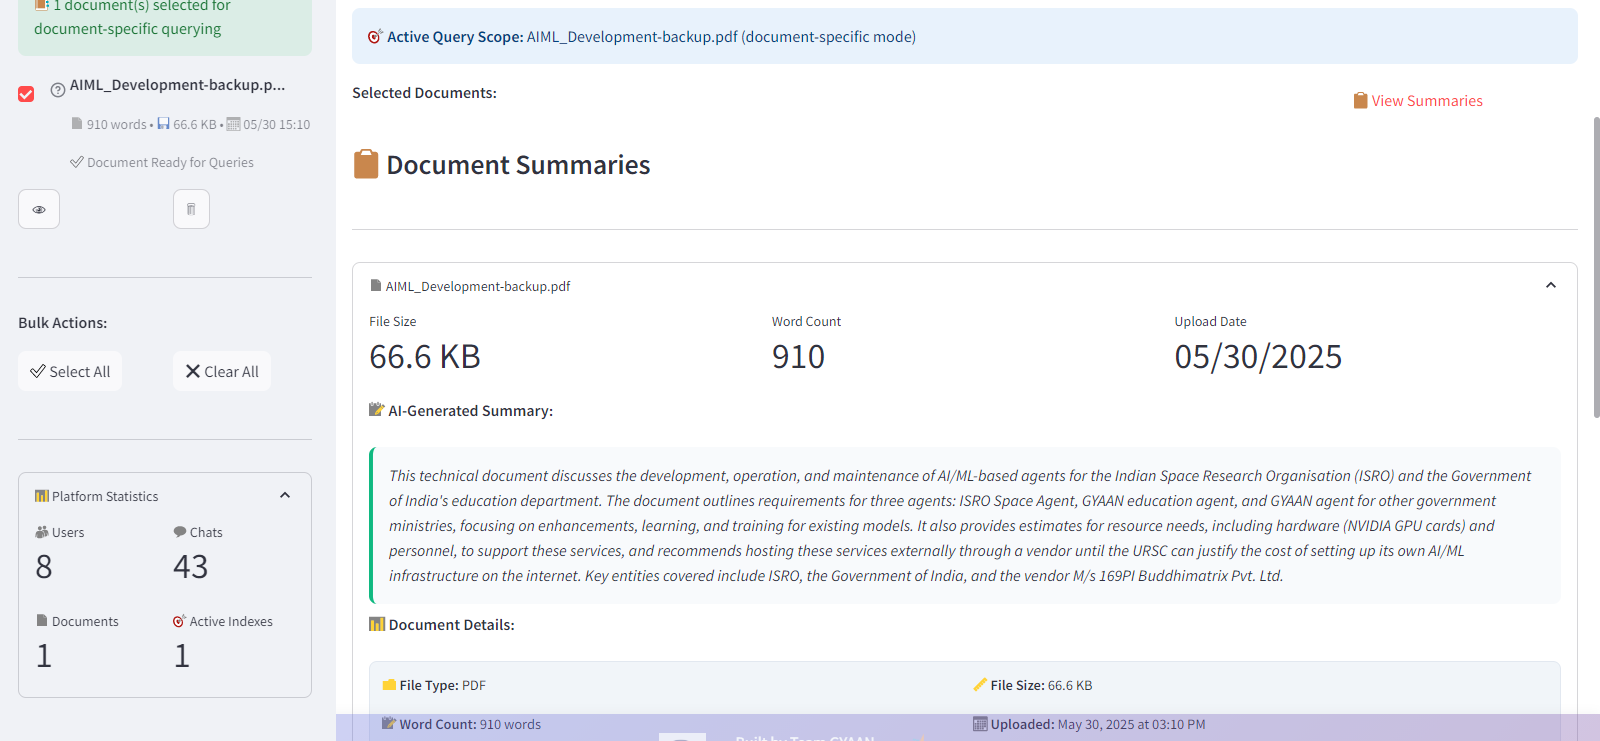 1 document(s) selected for
document-specific querying
AIML_Development-backup.p...
910 words • 66.6 KB • 05/30 15:10
Document Ready for Queries
Bulk Actions:
Select All
Clear All
Platform Statistics
Users
Chats
8
43
Documents
Active Indexes
1
1
Active Query Scope: AIML_Development-backup.pdf (document-specific mode)
Selected Documents:
View Summaries
Document Summaries
AIML_Development-backup.pdf
File Size
Word Count
Upload Date
66.6 KB
910
05/30/2025
AI-Generated Summary:
This technical document discusses the development, operation, and maintenance of AI/ML-based agents for the Indian Space Research Organisation (ISRO) and the Government
of India's education department. The document outlines requirements for three agents: ISRO Space Agent, GYAAN education agent, and GYAAN agent for other government
ministries, focusing on enhancements, learning, and training for existing models. It also provides estimates for resource needs, including hardware (NVIDIA GPU cards) and
personnel, to support these services, and recommends hosting these services externally through a vendor until the URSC can justify the cost of setting up its own AI/ML
infrastructure on the internet. Key entities covered include ISRO, the Government of India, and the vendor M/s 169PI Buddhimatrix Pvt. Ltd.
Document Details:
File Type: PDF
File Size: 66.6 KB
Word Count: 910 words
Uploaded: May 30, 2025 at 03:10 PM
Built by Team GYAAN